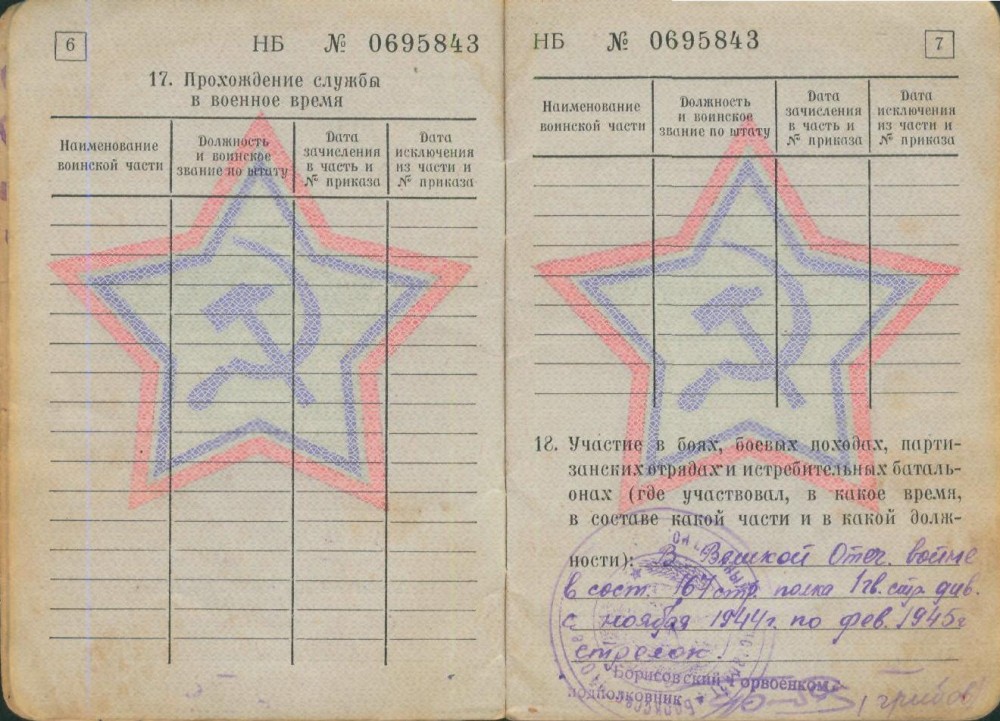 6
НБ № 0695843
17. Прохождение службы
в военное время
Наименование
воинской части
Должность
и воинское
звание по штату
Дата
зачисления
в часть и
№ приказа
Дата
исключения
из части и
№ приказа
НБ № 0695843
7
Наименование
воинской части
Должность
и воинское
звание по штату
Дата
зачисления
в часть и
№ приказа
Дата
исключения
из части и
№ приказа
18. Участие в боях, боевых походах, парти-
занских отрядах и истребительных баталь-
онах (где участвовал, в какое время,
в составе какой части и в какой долж-
ности): В Великой Отеч. войне
в сост. 167 стр полка 1 гв. стр див.
с ноября 1944г. по фев. 1945г
стрелок.
Борисовский Горвоенком
подполковник